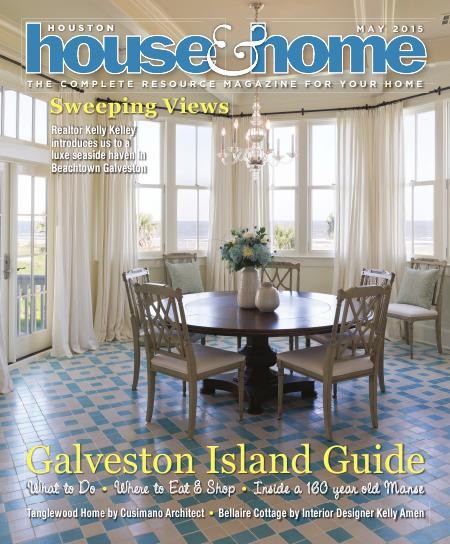 HOUSTON
MAY 2015
house&home
THE COMPLETE RESOURCE MAGAZINE FOR YOUR HOME
Sweeping Views
Realtor Kelly Kelley
introduces us to a
luxe seaside haven in
Beachtown Galveston
Galveston Island Guide
What to Do • Where to Eat & Shop • Inside a 160 year old Manse
Tanglewood Home by Cusimano Architect • Bellaire Cottage by Interior Designer Kelly Amen